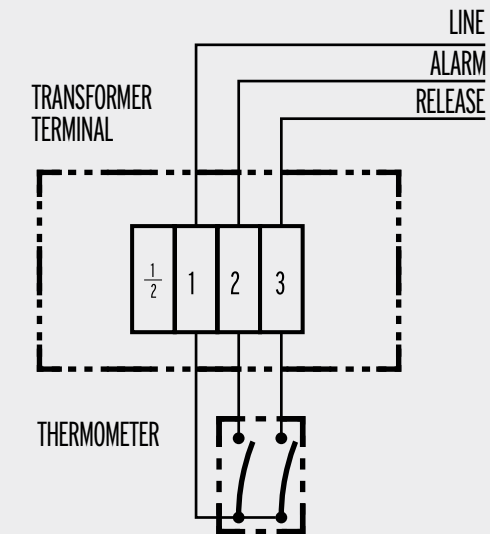 LINE
ALARM
RELEASE
TRANSFORMER
TERMINAL
1/2 1 2 3
THERMOMETER